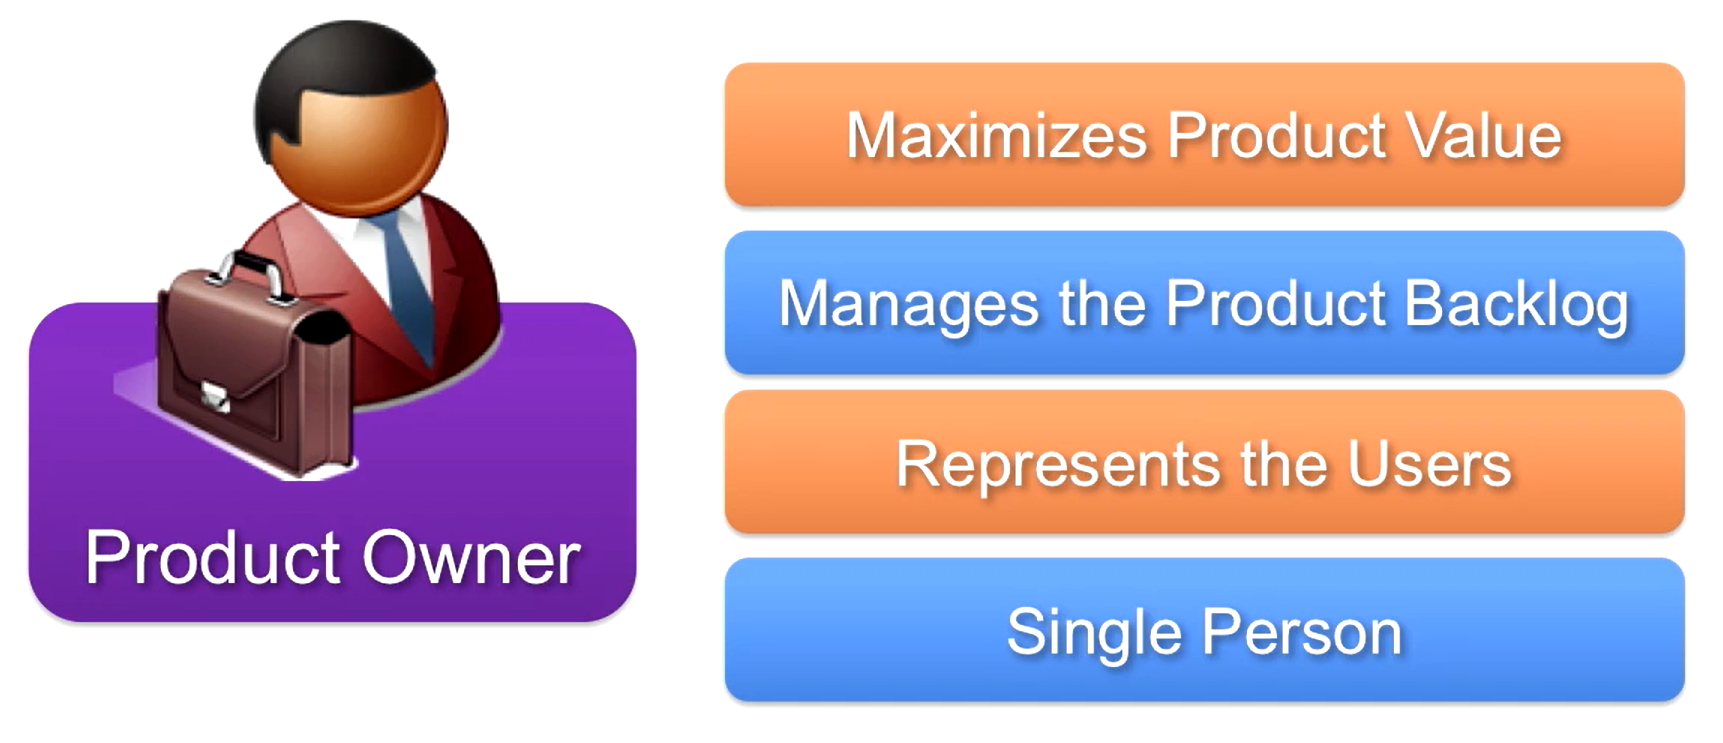 Product Owner
Maximizes Product Value
Manages the Product Backlog
Represents the Users
Single Person